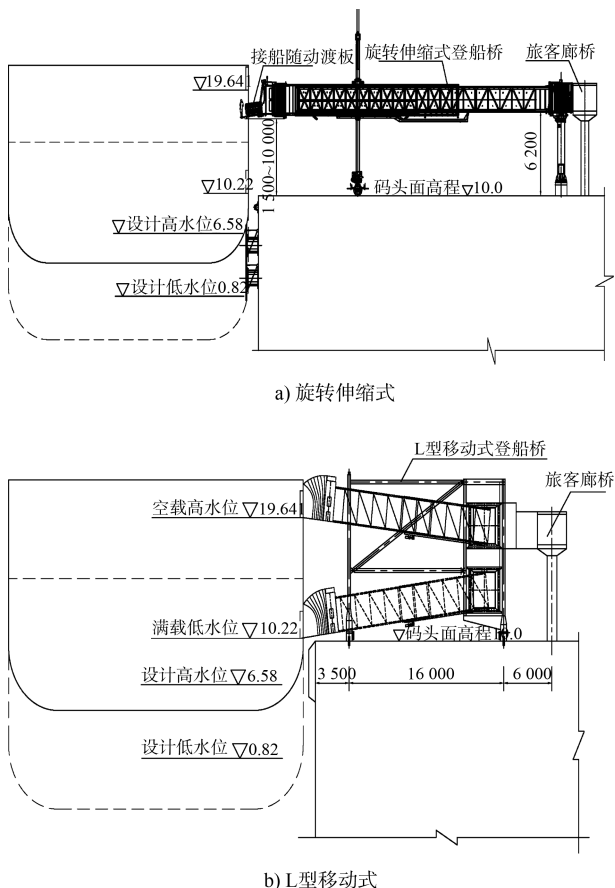 接船随动渡板
旋转伸缩式登船桥
旅客廊桥
▽19.641
1 500~10 000
6 200
▽10.22
码头面高程▽10.0
▽设计高水位6.58
▽设计低水位0.82
a) 旋转伸缩式
L型移动式登船桥
旅客廊桥
空载高水位▽19.641
满载低水位▽10.22
▽码头面高程10.0
设计高水位▽6.58
3 500
16 000
6 000
设计低水位▽0.82
b) L型移动式